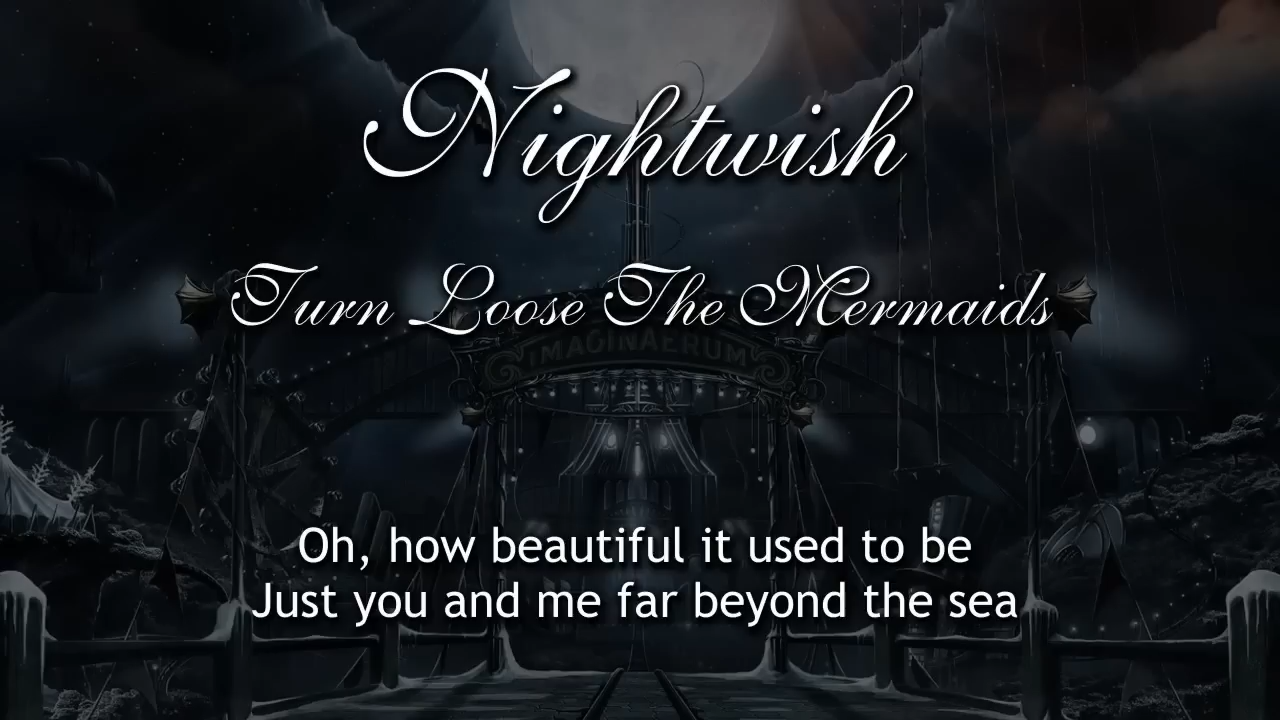 Nightwish
Turn Loose The Mermaids
IMAGINAERUM
Oh, how beautiful it used to be
Just you and me far beyond the sea